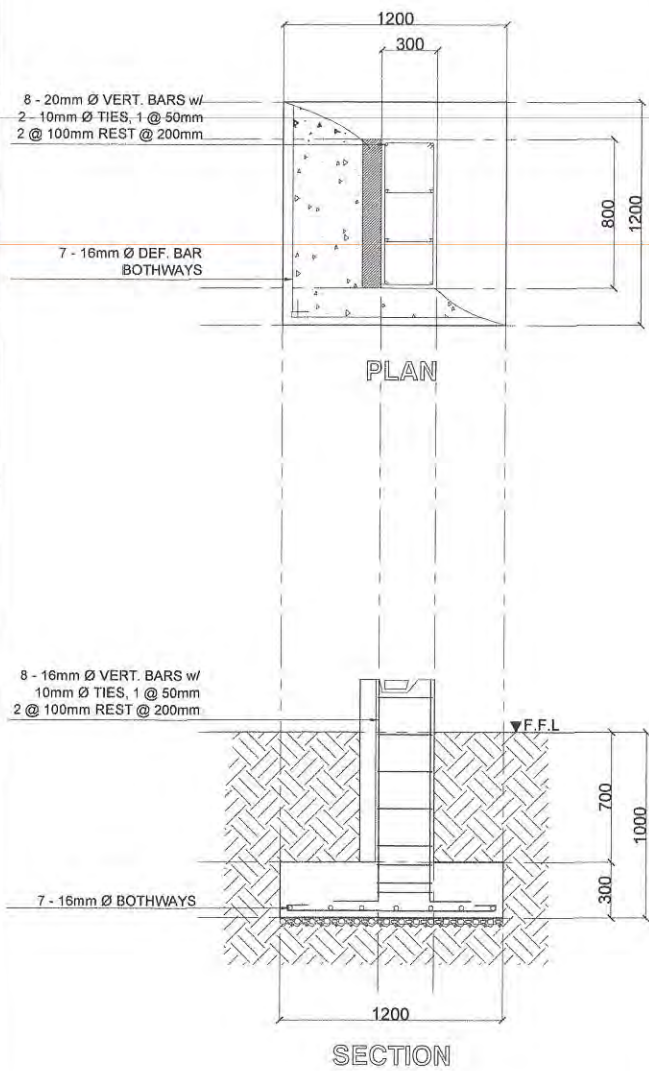 1200
300
8 - 20mm Ø VERT. BARS w/
2 - 10mm Ø TIES, 1 @ 50mm
2 @ 100mm REST @ 200mm
7 - 16mm Ø DEF. BAR
BOTHWAYS
800
1200
PLAN
8 - 16mm Ø VERT. BARS w/
10mm Ø TIES, 1 @ 50mm
2 @ 100mm REST @ 200mm
F.F.L
700
1000
300
7 - 16mm Ø BOTHWAYS
1200
SECTION